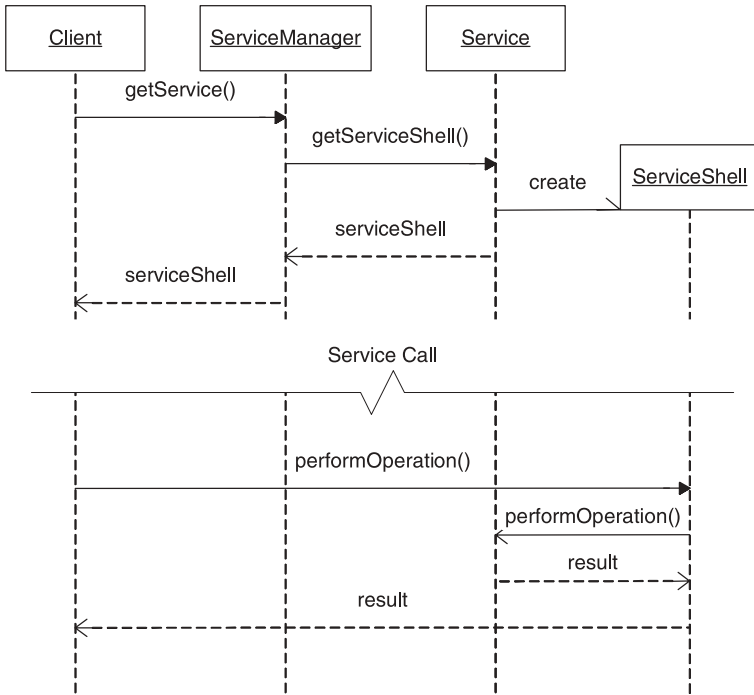 Client
ServiceManager
Service
getService()
getServiceShell()
create
ServiceShell
serviceShell
serviceShell
Service Call
performOperation()
performOperation()
result
result